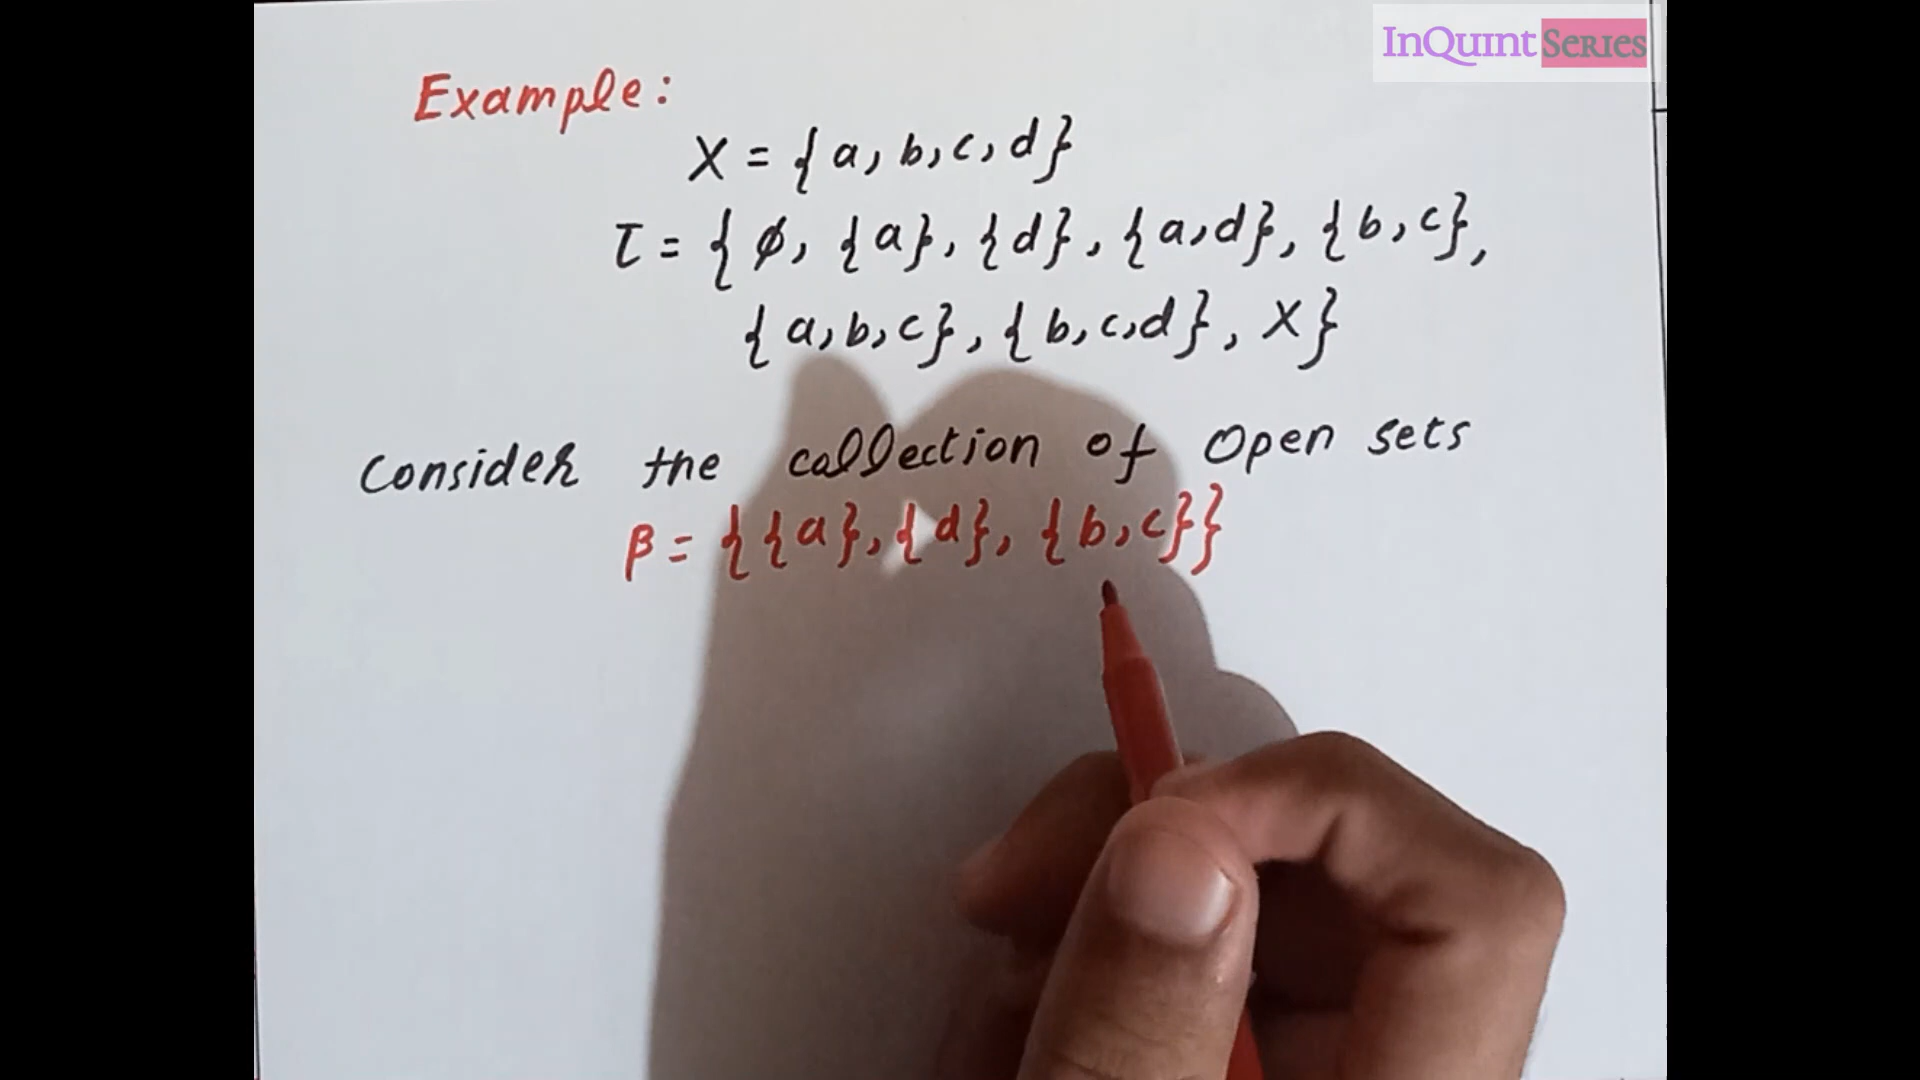 InQuint Series
Example:
X = {a, b, c, d}
τ = {ϕ, {a}, {d}, {a, d}, {b, c},
{a, b, c}, {b, c, d}, X}
Consider the collection of Open sets
β = {{a}, {d}, {b, c}}